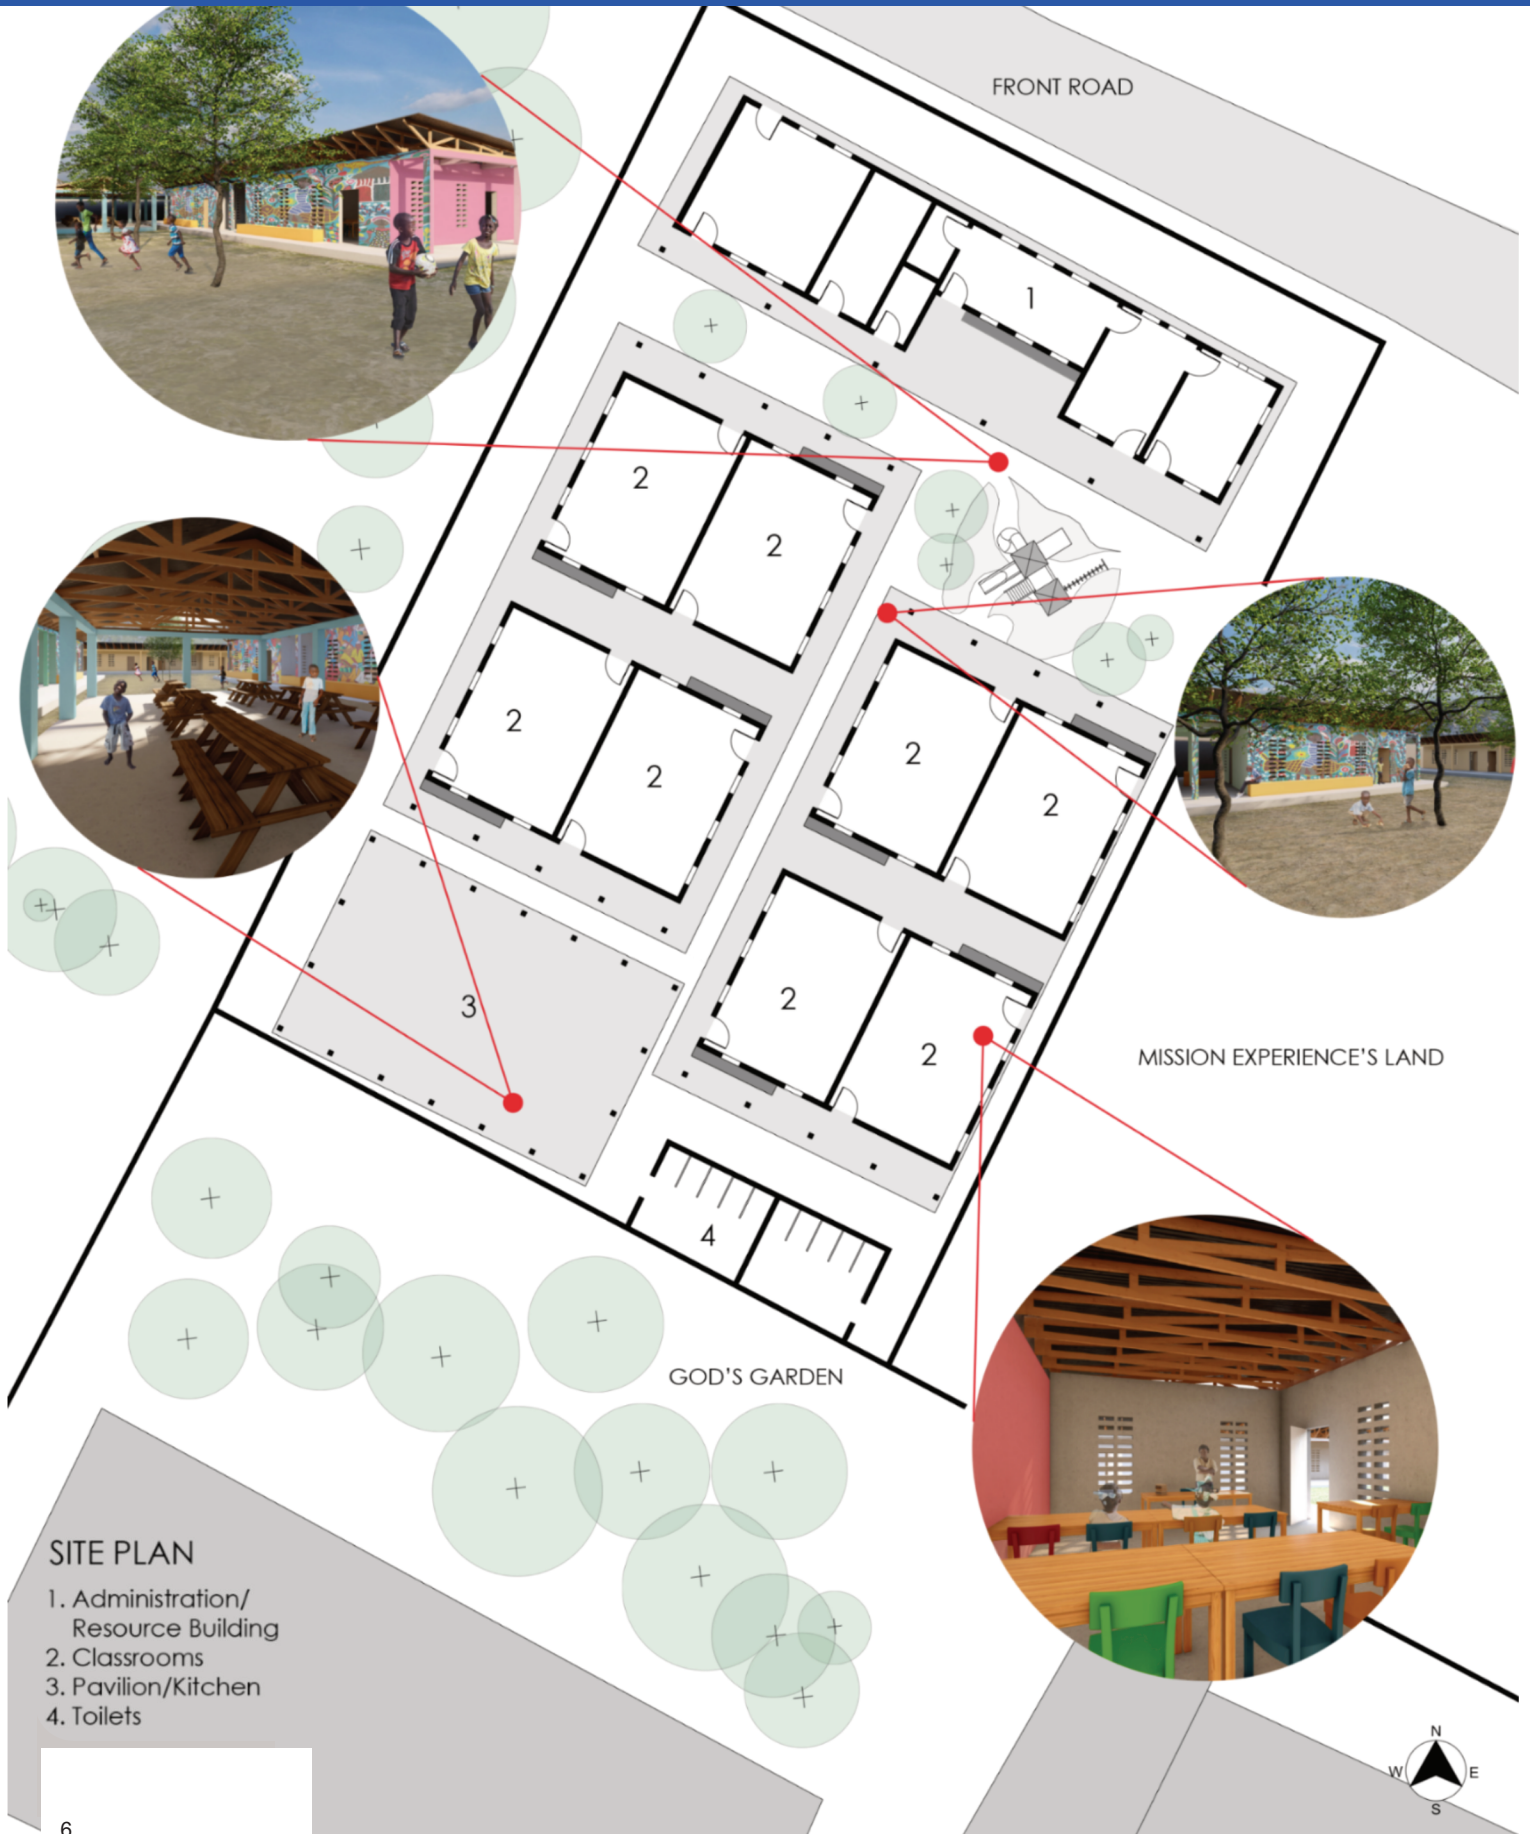 FRONT ROAD
1
2
2
2
2
2
2
2
2
3
4
MISSION EXPERIENCE'S LAND
GOD'S GARDEN
SITE PLAN
1. Administration/
Resource Building
2. Classrooms
3. Pavilion/Kitchen
4. Toilets
N
W
E
S
6